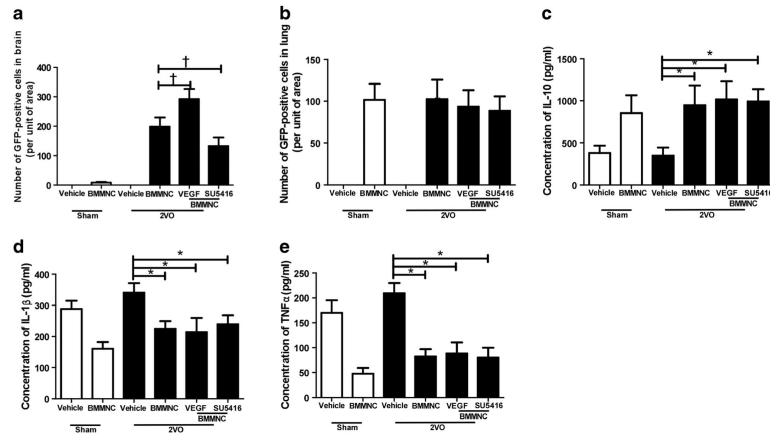 a
Number of GFP-positive cells in brain
(per unit of area)
400
300
200
100
0
†
†
Vehicle BMMNC Vehicle BMMNC VEGF SU5416
BMMNC
Sham 2VO
b
Number of GFP-positive cells in lung
(per unit of area)
150
100
50
0
Vehicle BMMNC Vehicle BMMNC VEGF SU5416
BMMNC
Sham 2VO
c
Concentration of IL-10 (pg/ml)
1500
1000
500
0
*
*
*
Vehicle BMMNC Vehicle BMMNC VEGF SU5416
BMMNC
Sham 2VO
d
Concentration of IL-1β (pg/ml)
500
400
300
200
100
0
*
*
*
Vehicle BMMNC Vehicle BMMNC VEGF SU5416
BMMNC
Sham 2VO
e
Concentration of TNFα (pg/ml)
250
200
150
100
50
0
*
*
*
Vehicle BMMNC Vehicle BMMNC VEGF SU5416
BMMNC
Sham 2VO